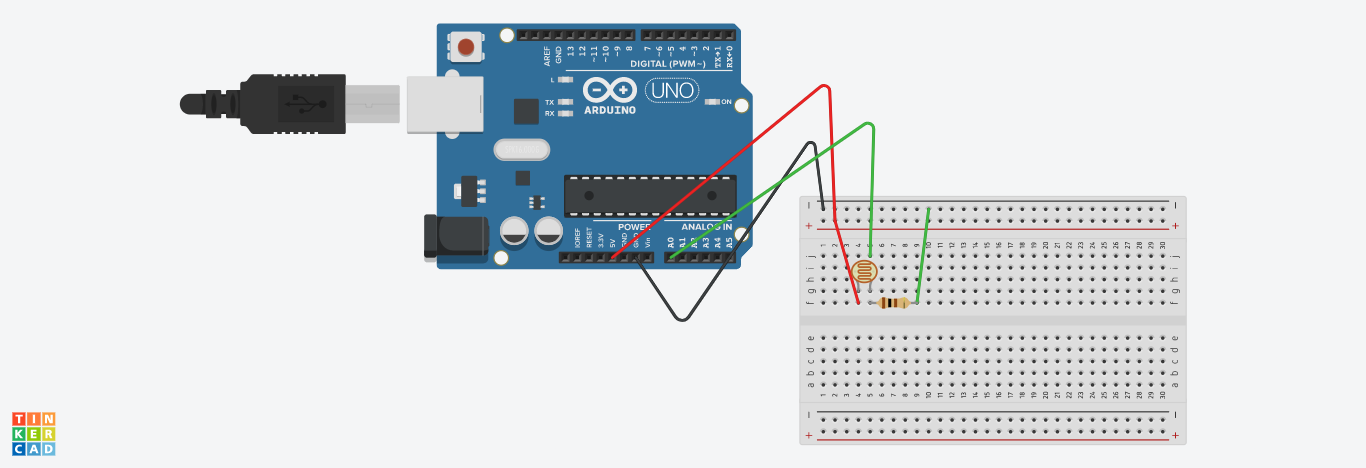 AREF
GND
13
12
~11
~10
~9
8
7
~6
~5
4
~3
2
TX→1
RX←0
DIGITAL (PWM~)
L
TX
RX
UNO
ON
ARDUINO
POWER
ANALOG IN
IOREF
RESET
3.3V
5V
GND
Vin
A0
A1
A2
A3
A4
A5
1 2 3 4 5 6 7 8 9 10 11 12 13 14 15 16 17 18 19 20 21 22 23 24 25 26 27 28 29 30
j j
i i
h h
g g
f f
e e
d d
c c
b b
a a
1 2 3 4 5 6 7 8 9 10 11 12 13 14 15 16 17 18 19 20 21 22 23 24 25 26 27 28 29 30
TIN
KER
CAD